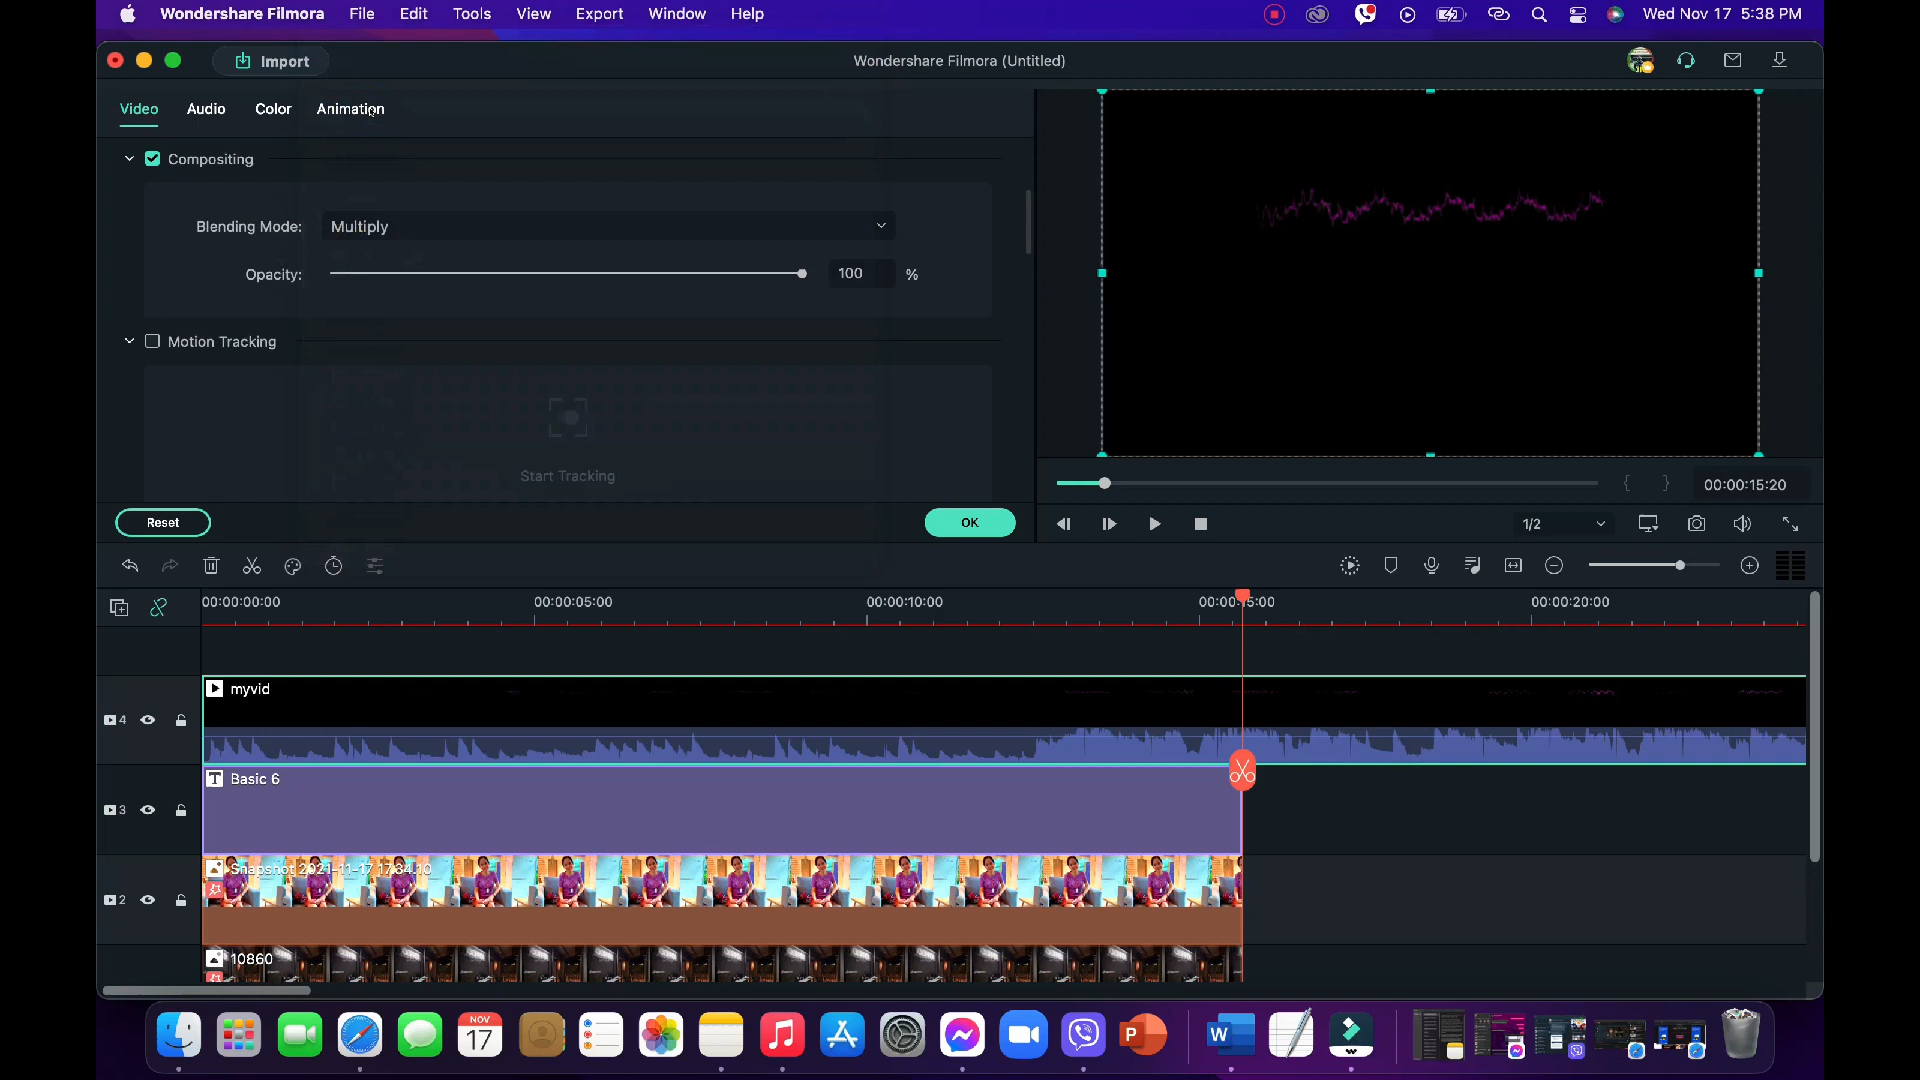 Wondershare Filmora File Edit Tools View Export Window Help Wed Nov 17 5:38 PM
Import Wondershare Filmora (Untitled)
Video Audio Color Animation
Compositing
Blending Mode: Multiply
Opacity: 100 %
Motion Tracking
Start Tracking
Reset OK
{ } 00:00:15:20
1/2
00:00:00:00 00:00:05:00 00:00:10:00 00:00:15:00 00:00:20:00
myvid
4
T Basic 6
3
Snapshot 2021-11-17 17.34.10
2
10860
NOV
17
P
W